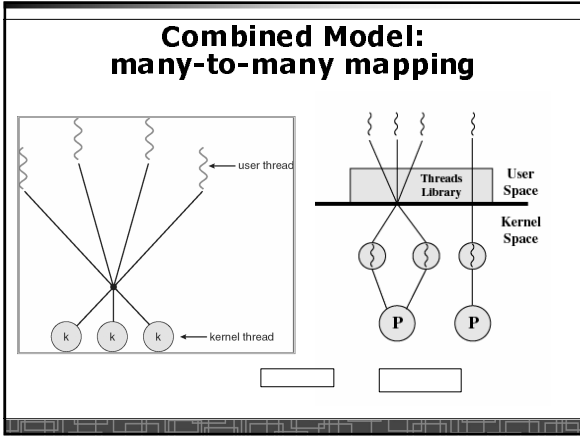 Combined Model:
many-to-many mapping
user thread
k k k
kernel thread
Threads
Library
User
Space
Kernel
Space
P P